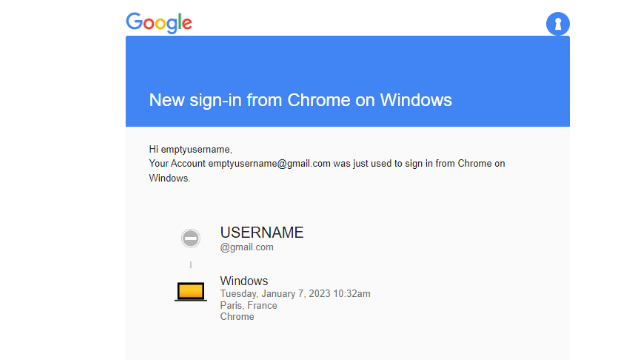 Google
New sign-in from Chrome on Windows
Hi emptyusername,
Your Account emptyusername@gmail.com was just used to sign in from Chrome on
Windows.
USERNAME
@gmail.com
Windows
Tuesday, January 7, 2023 10:32am
Paris, France
Chrome